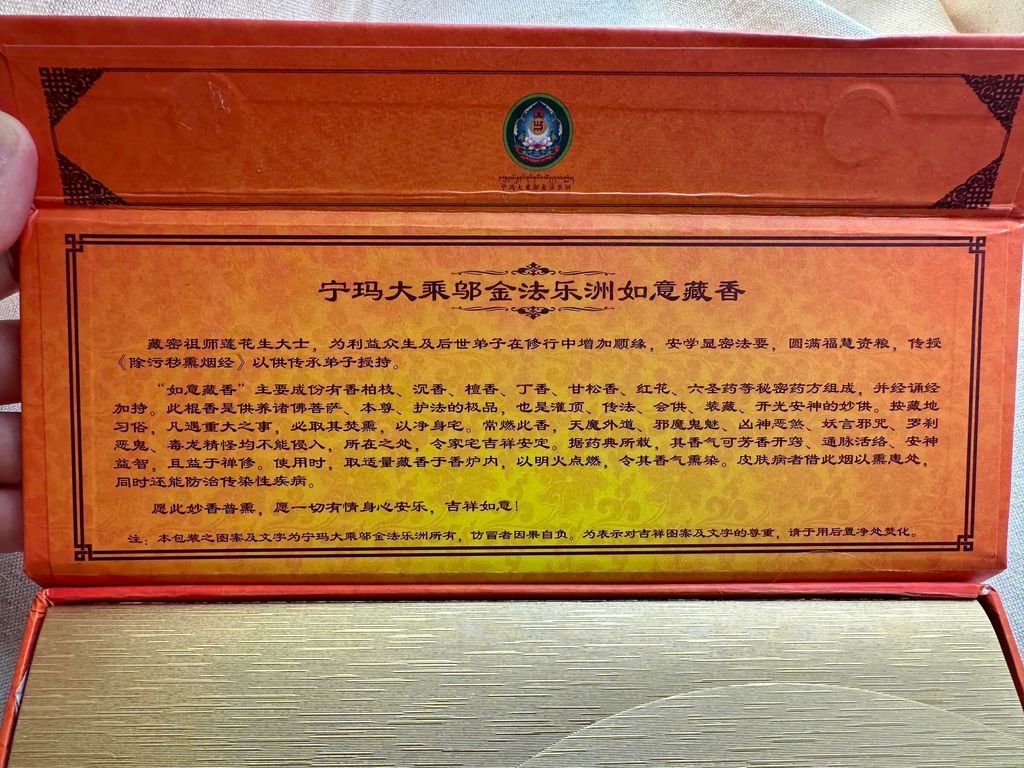 宁玛大乘邬金法乐洲
宁玛大乘邬金法乐洲如意藏香
藏密祖师莲花生大士，为利益众生及后世弟子在修行中增加顺缘，安学显密法要，圆满福慧资粮，传授
《除污秽熏烟经》以供传承弟子授持。
“如意藏香”主要成份有香柏枝、沉香、檀香、丁香、甘松香、红花、六圣药等秘密药方组成，并经诵经
加持。此棍香是供养诸佛菩萨、本尊、护法的极品，也是灌顶、传法、会供、装藏、开光安神的妙供。按藏地
习俗，凡遇重大之事，必取其焚熏，以净身宅。常燃此香，天魔外道、邪魔鬼魅、凶神恶煞、妖言邪咒、罗刹
恶鬼、毒龙精怪均不能侵入，所在之处，令家宅吉祥安定。据药典所载，其香气可芳香开窍、通脉活络、安神
益智，且益于禅修。使用时，取适量藏香于香炉内，以明火点燃，令其香气熏染。皮肤病者借此烟以熏患处，
同时还能防治传染性疾病。
愿此妙香普熏，愿一切有情身心安乐，吉祥如意！
注：本包装之图案及文字为宁玛大乘邬金法乐洲所有，仿冒者因果自负。为表示对吉祥图案及文字的尊重，请于用后置净处焚化。